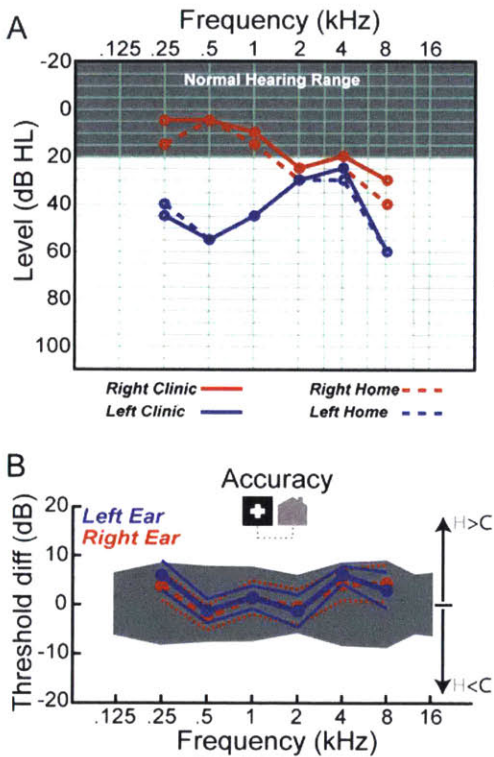 A
Frequency (kHz)
.125 .25 .5 1 2 4 8 16
Level (dB HL)
-20
0
20
40
60
80
100
Normal Hearing Range
Right Clinic
Right Home
Left Clinic
Left Home
B
Accuracy
Threshold diff (dB)
20
10
0
-10
-20
Left Ear
Right Ear
H>C
H<C
.125 .25 .5 1 2 4 8 16
Frequency (kHz)